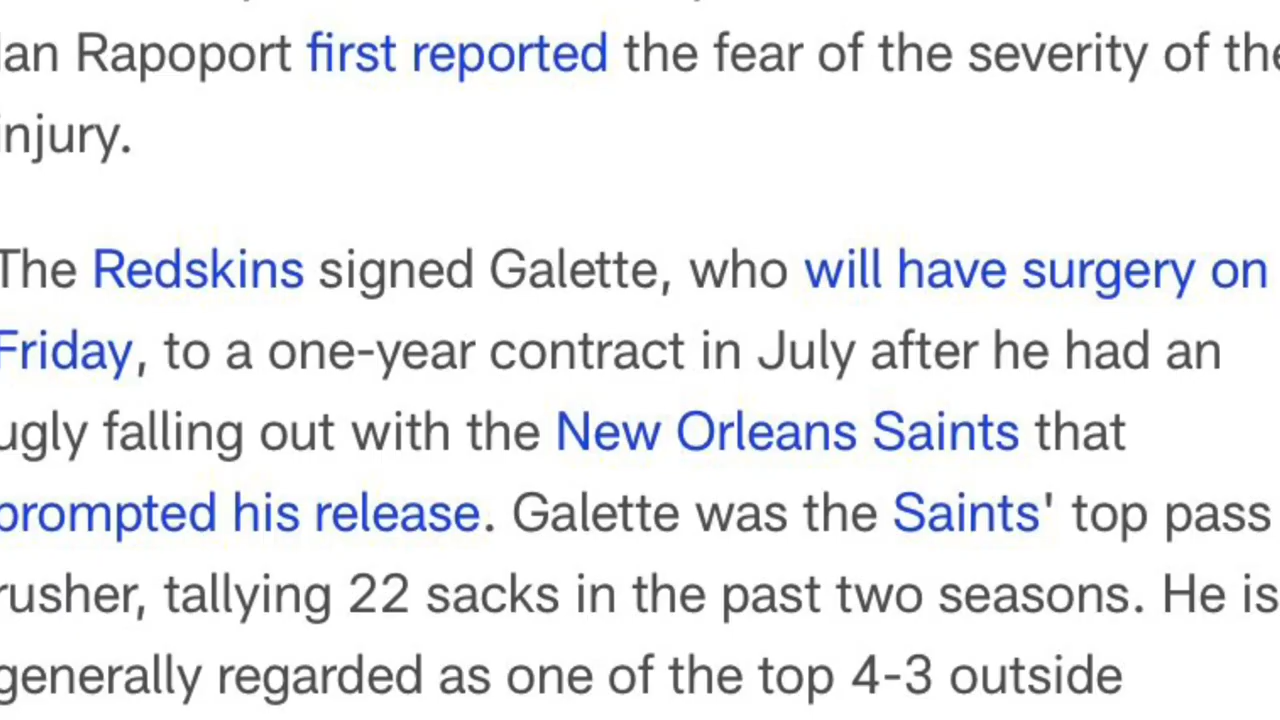 Ian Rapoport first reported the fear of the severity of the
injury.
The Redskins signed Galette, who will have surgery on
Friday, to a one-year contract in July after he had an
ugly falling out with the New Orleans Saints that
prompted his release. Galette was the Saints' top pass
rusher, tallying 22 sacks in the past two seasons. He is
generally regarded as one of the top 4-3 outside